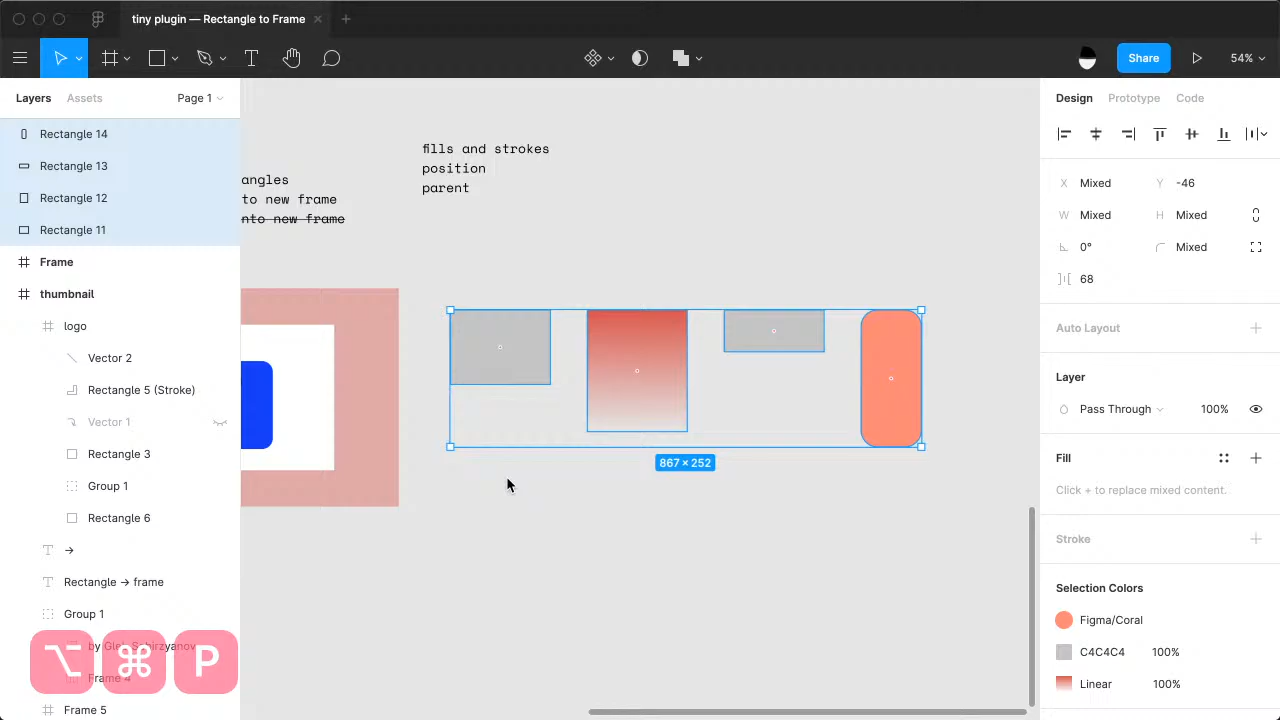 tiny plugin — Rectangle to Frame
Share
54%
Layers
Assets
Page 1
Rectangle 14
Rectangle 13
Rectangle 12
Rectangle 11
Frame
thumbnail
logo
Vector 2
Rectangle 5 (Stroke)
Vector 1
Rectangle 3
Group 1
Rectangle 6
→
Rectangle → frame
Group 1
Frame 4
Frame 5
⌥ ⌘ P
angles
to new frame
nto new frame
fills and strokes
position
parent
867 × 252
Design
Prototype
Code
X Mixed
Y -46
W Mixed
H Mixed
0°
Mixed
68
Auto Layout
Layer
Pass Through
100%
Fill
Click + to replace mixed content.
Stroke
Selection Colors
Figma/Coral
C4C4C4 100%
Linear 100%